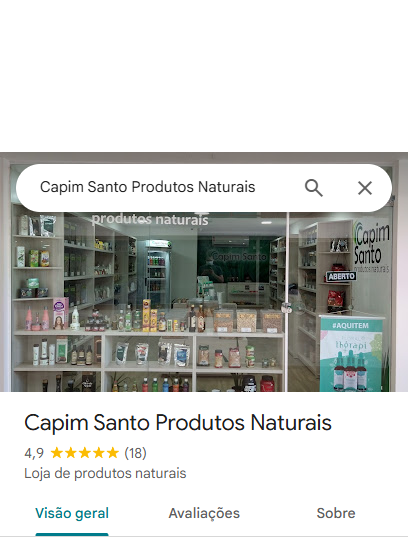 Capim Santo Produtos Naturais
produtos naturais
Capim Santo
Capim
Santo
produtos naturais
ABERTO
#AQUITEM
Thérapi
Capim Santo Produtos Naturais
4,9 (18)
Loja de produtos naturais
Visão geral Avaliações Sobre